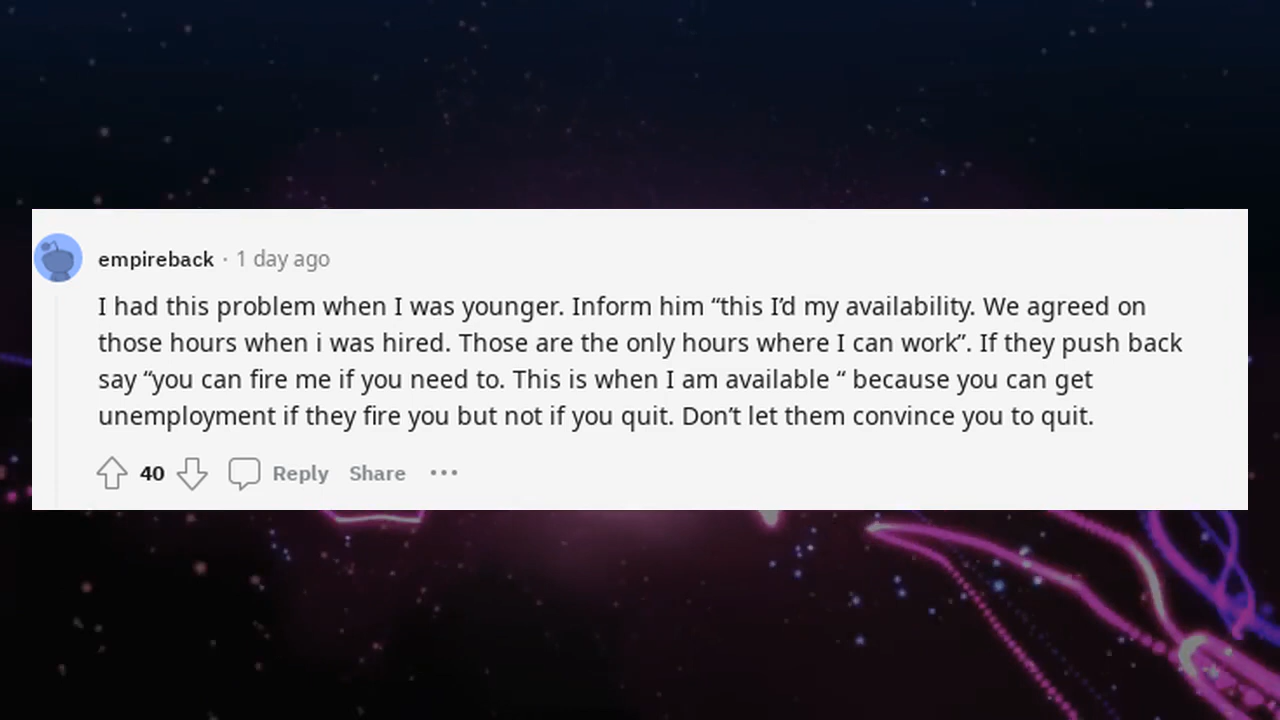 empireback · 1 day ago
I had this problem when I was younger. Inform him “this I’d my availability. We agreed on
those hours when i was hired. Those are the only hours where I can work”. If they push back
say “you can fire me if you need to. This is when I am available “ because you can get
unemployment if they fire you but not if you quit. Don’t let them convince you to quit.
40 Reply Share •••